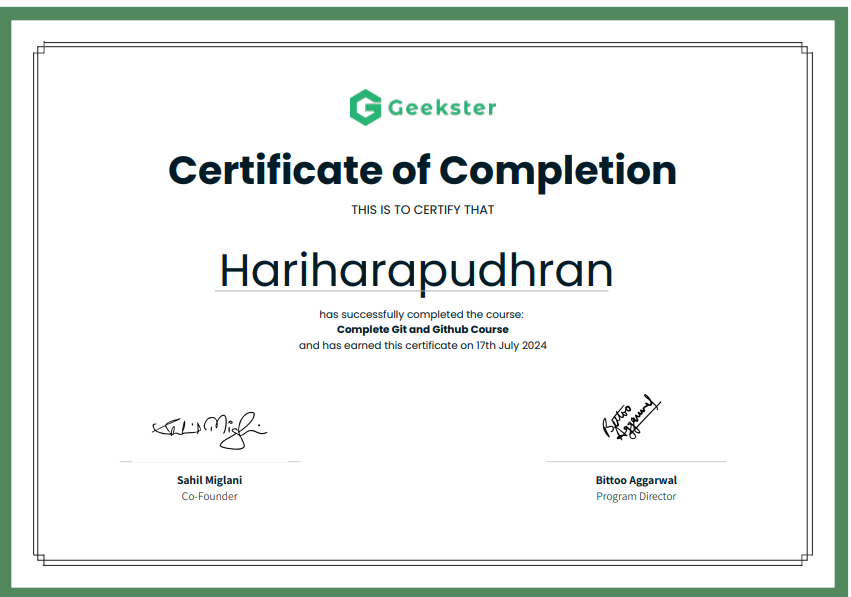 Geekster
Certificate of Completion
THIS IS TO CERTIFY THAT
Hariharapudhran
has successfully completed the course:
Complete Git and Github Course
and has earned this certificate on 17th July 2024
Sahil Miglani
Bittoo
Aggarwal
Sahil Miglani
Co-Founder
Bittoo Aggarwal
Program Director